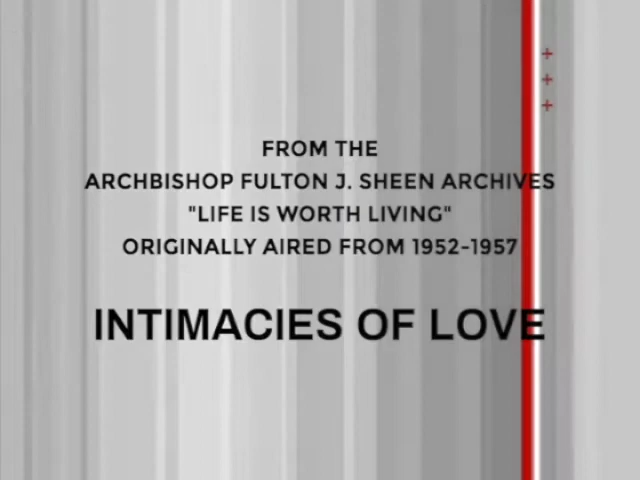 FROM THE
ARCHBISHOP FULTON J. SHEEN ARCHIVES
"LIFE IS WORTH LIVING"
ORIGINALLY AIRED FROM 1952-1957
INTIMACIES OF LOVE